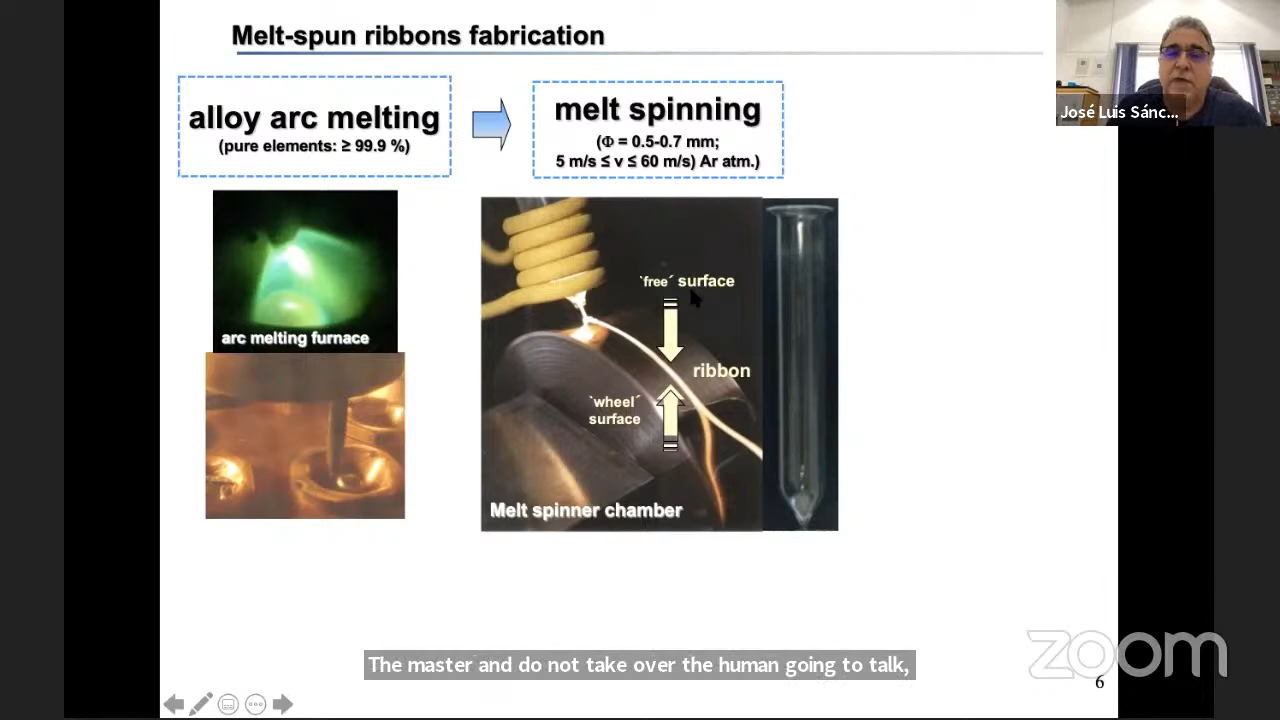 Melt-spun ribbons fabrication
José Luis Sánc...
alloy arc melting
(pure elements: ≥ 99.9 %)
melt spinning
(Φ = 0.5-0.7 mm;
5 m/s ≤ v ≤ 60 m/s) Ar atm.)
`free´ surface
arc melting furnace
ribbon
`wheel´
surface
Melt spinner chamber
The master and do not take over the human going to talk,
zoom
6